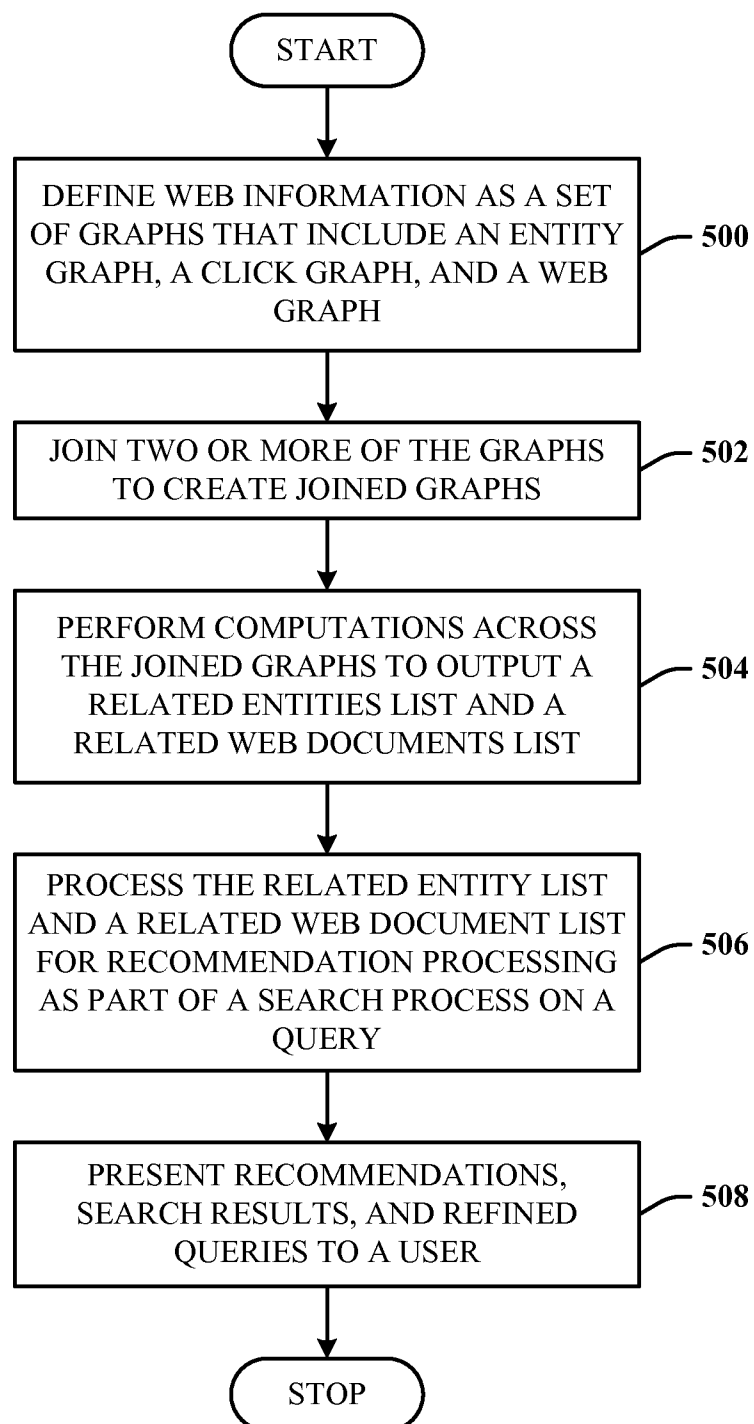 START
DEFINE WEB INFORMATION AS A SET
OF GRAPHS THAT INCLUDE AN ENTITY
GRAPH, A CLICK GRAPH, AND A WEB
GRAPH
500
JOIN TWO OR MORE OF THE GRAPHS
TO CREATE JOINED GRAPHS
502
PERFORM COMPUTATIONS ACROSS
THE JOINED GRAPHS TO OUTPUT A
RELATED ENTITIES LIST AND A
RELATED WEB DOCUMENTS LIST
504
PROCESS THE RELATED ENTITY LIST
AND A RELATED WEB DOCUMENT LIST
FOR RECOMMENDATION PROCESSING
AS PART OF A SEARCH PROCESS ON A
QUERY
506
PRESENT RECOMMENDATIONS,
SEARCH RESULTS, AND REFINED
QUERIES TO A USER
508
STOP